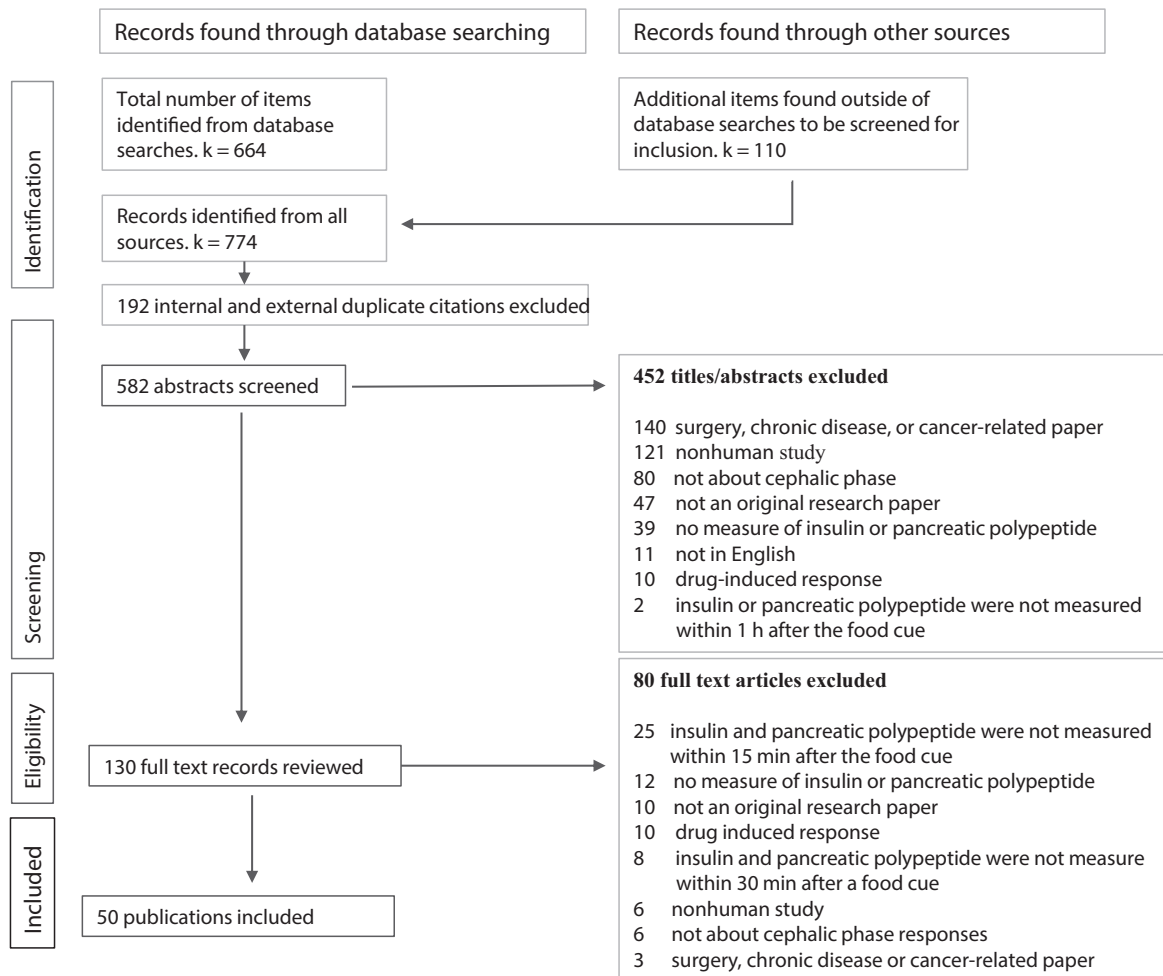 Records found through database searching
Records found through other sources
Identification
Total number of items
identified from database
searches. k = 664
Additional items found outside of
database searches to be screened for
inclusion. k = 110
Records identified from all
sources. k = 774
192 internal and external duplicate citations excluded
Screening
582 abstracts screened
452 titles/abstracts excluded
140 surgery, chronic disease, or cancer-related paper
121 nonhuman study
80 not about cephalic phase
47 not an original research paper
39 no measure of insulin or pancreatic polypeptide
11 not in English
10 drug-induced response
2 insulin or pancreatic polypeptide were not measured
within 1 h after the food cue
Eligibility
130 full text records reviewed
80 full text articles excluded
25 insulin and pancreatic polypeptide were not measured
within 15 min after the food cue
12 no measure of insulin or pancreatic polypeptide
10 not an original research paper
10 drug induced response
8 insulin and pancreatic polypeptide were not measure
within 30 min after a food cue
6 nonhuman study
6 not about cephalic phase responses
3 surgery, chronic disease or cancer-related paper
Included
50 publications included